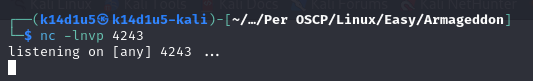 ┌──(k14d1u5㉿k14d1u5-kali)-[~/…/Per OSCP/Linux/Easy/Armageddon]
└─$ nc -lnvp 4243
listening on [any] 4243 ...